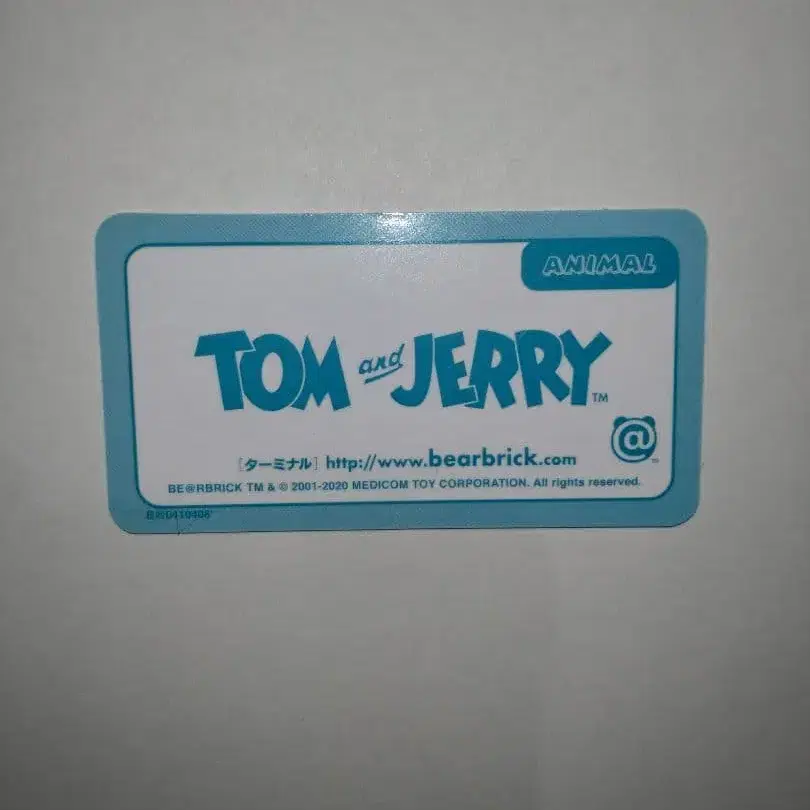 ANIMAL
TOM and JERRY™
@™
[ターミナル] http://www.bearbrick.com
BE@RBRICK TM & © 2001-2020 MEDICOM TOY CORPORATION. All rights reserved.